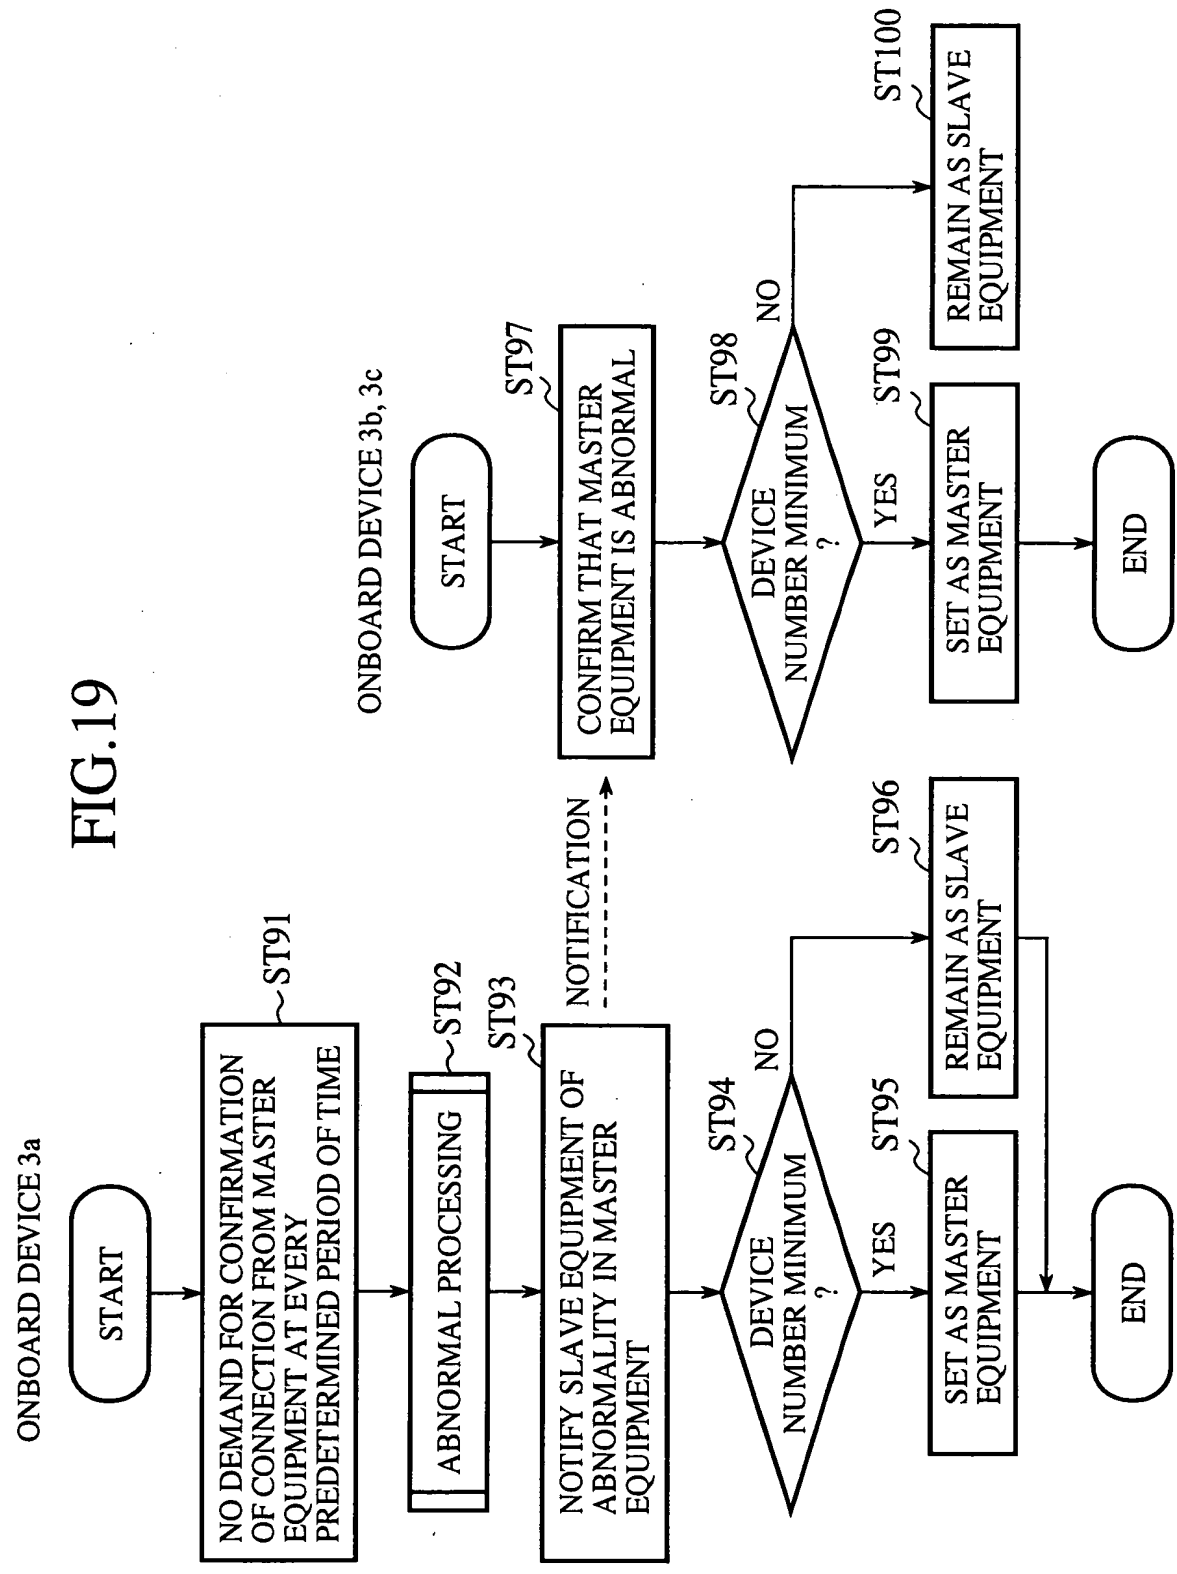 FIG.19
ONBOARD DEVICE 3a
START
NO DEMAND FOR CONFIRMATION
OF CONNECTION FROM MASTER
EQUIPMENT AT EVERY
PREDETERMINED PERIOD OF TIME
ST91
ABNORMAL PROCESSING
ST92
NOTIFY SLAVE EQUIPMENT OF
ABNORMALITY IN MASTER
EQUIPMENT
ST93
NOTIFICATION
DEVICE
NUMBER MINIMUM
?
ST94
NO
YES
SET AS MASTER
EQUIPMENT
ST95
REMAIN AS SLAVE
EQUIPMENT
ST96
END
ONBOARD DEVICE 3b, 3c
START
CONFIRM THAT MASTER
EQUIPMENT IS ABNORMAL
ST97
DEVICE
NUMBER MINIMUM
?
ST98
NO
YES
SET AS MASTER
EQUIPMENT
ST99
REMAIN AS SLAVE
EQUIPMENT
ST100
END